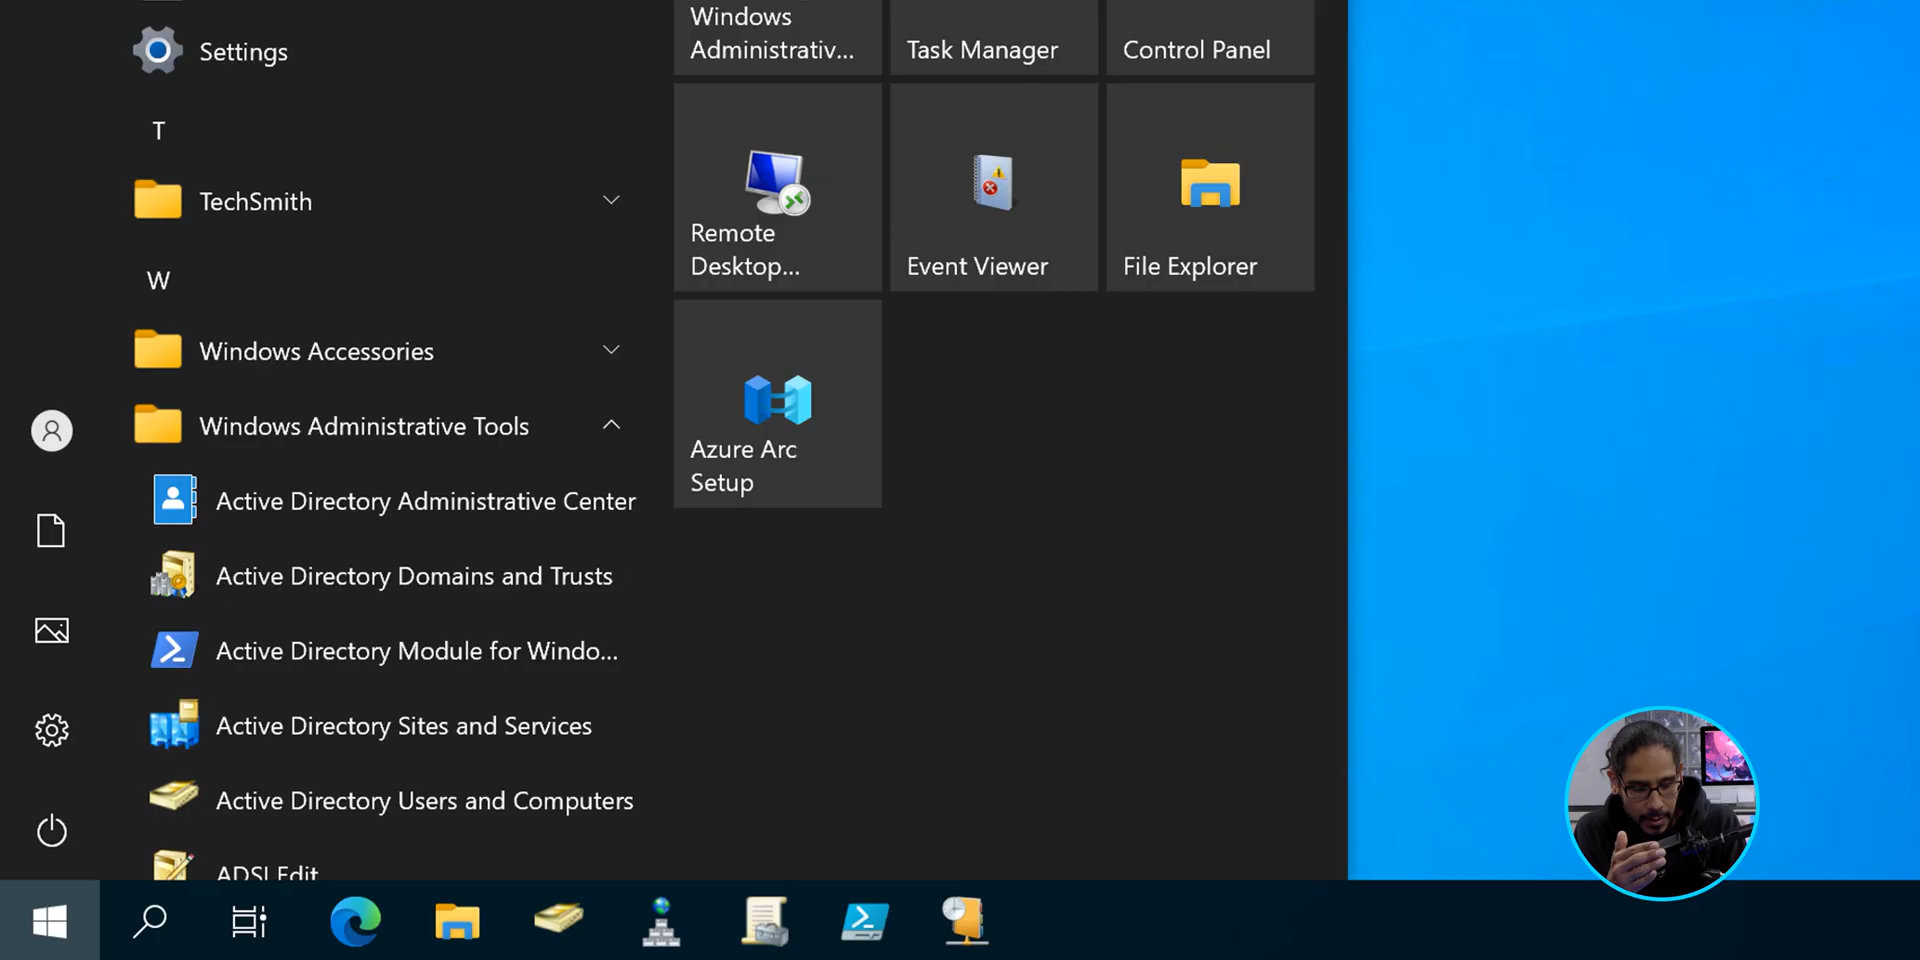 Settings
T
TechSmith
W
Windows Accessories
Windows Administrative Tools
Active Directory Administrative Center
Active Directory Domains and Trusts
Active Directory Module for Windo...
Active Directory Sites and Services
Active Directory Users and Computers
ADSI Edit
Windows
Administrativ...
Task Manager
Control Panel
Remote
Desktop...
Event Viewer
File Explorer
Azure Arc
Setup